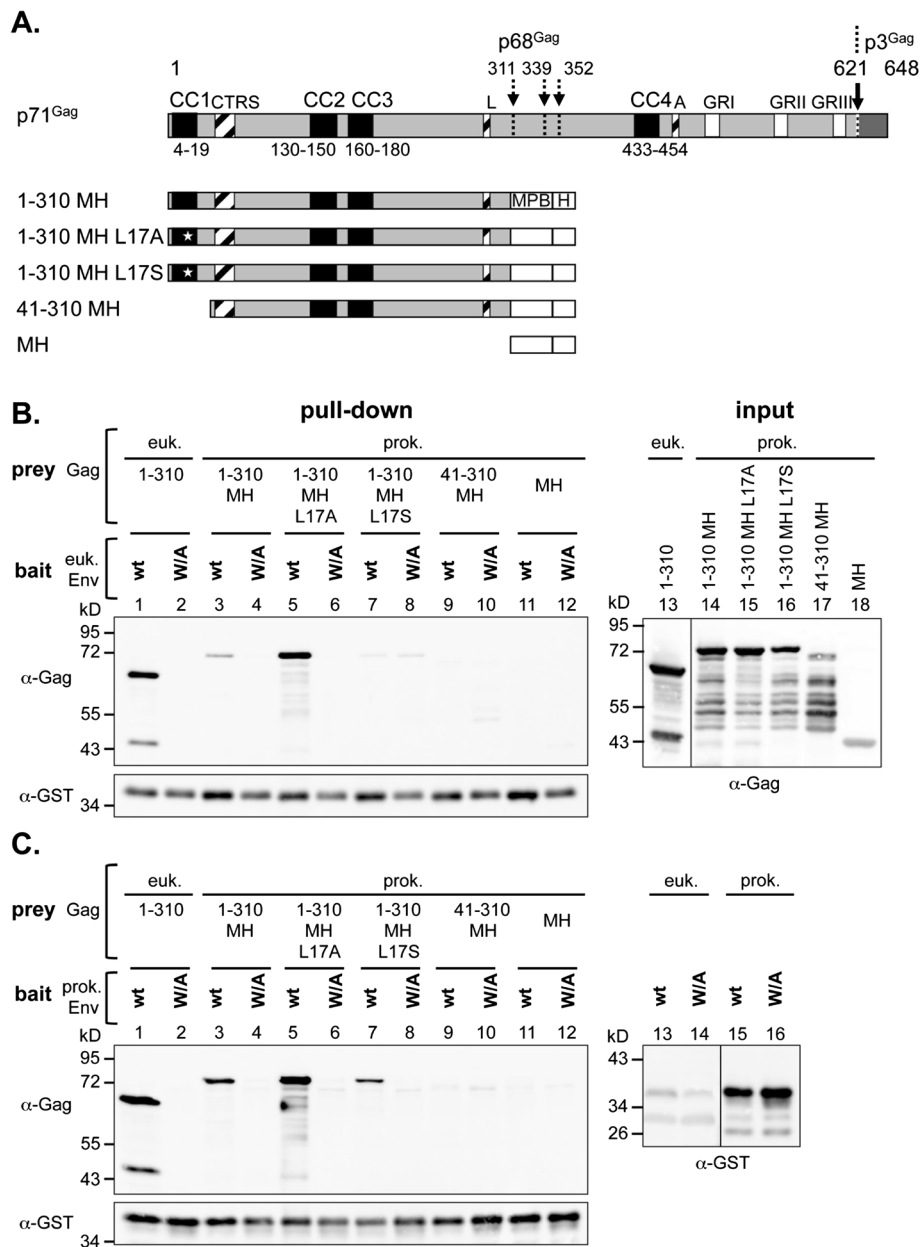 A.
p68Gag p3Gag
1 311 339 352 621 648
CC1 CTRS CC2 CC3 L CC4 A GRI GRII GRIII
p71Gag
4-19 130-150 160-180 433-454
1-310 MH MPB H
1-310 MH L17A
1-310 MH L17S
41-310 MH
MH
B.
pull-down input
euk. prok. euk. prok.
prey Gag
1-310 1-310 MH 1-310 MH L17A 1-310 MH L17S 41-310 MH MH
1-310 1-310 MH 1-310 MH L17A 1-310 MH L17S 41-310 MH MH
bait euk. Env
wt W/A wt W/A wt W/A wt W/A wt W/A wt W/A
kD 1 2 3 4 5 6 7 8 9 10 11 12
kD 13 14 15 16 17 18
95
72
α-Gag
55
43
α-GST
34
95
72
55
43
α-Gag
C.
euk. prok. euk. prok.
prey Gag
1-310 1-310 MH 1-310 MH L17A 1-310 MH L17S 41-310 MH MH
bait prok. Env
wt W/A wt W/A wt W/A wt W/A wt W/A wt W/A
wt W/A wt W/A
kD 1 2 3 4 5 6 7 8 9 10 11 12
kD 13 14 15 16
95
72
α-Gag
55
43
α-GST
34
43
34
26
α-GST